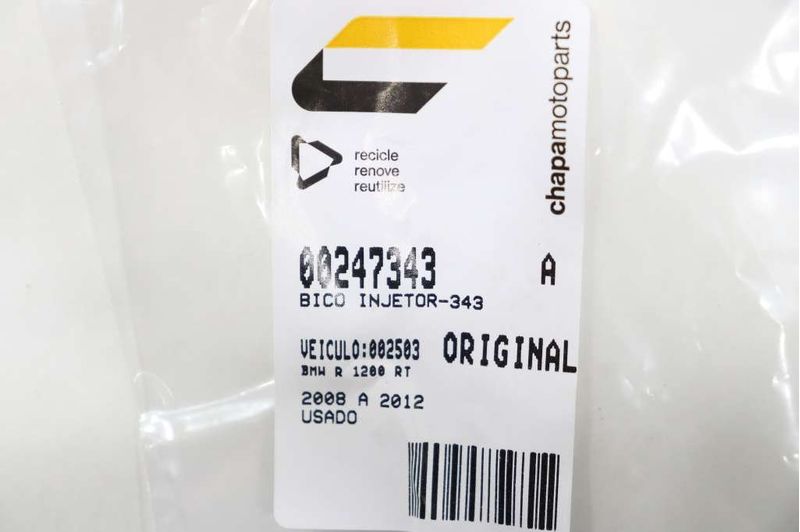 chapamotoparts
recicle
renove
reutilize
00247343 A
BICO INJETOR-343
VEICULO:002503 ORIGINAL
BMW R 1200 RT
2008 A 2012
USADO